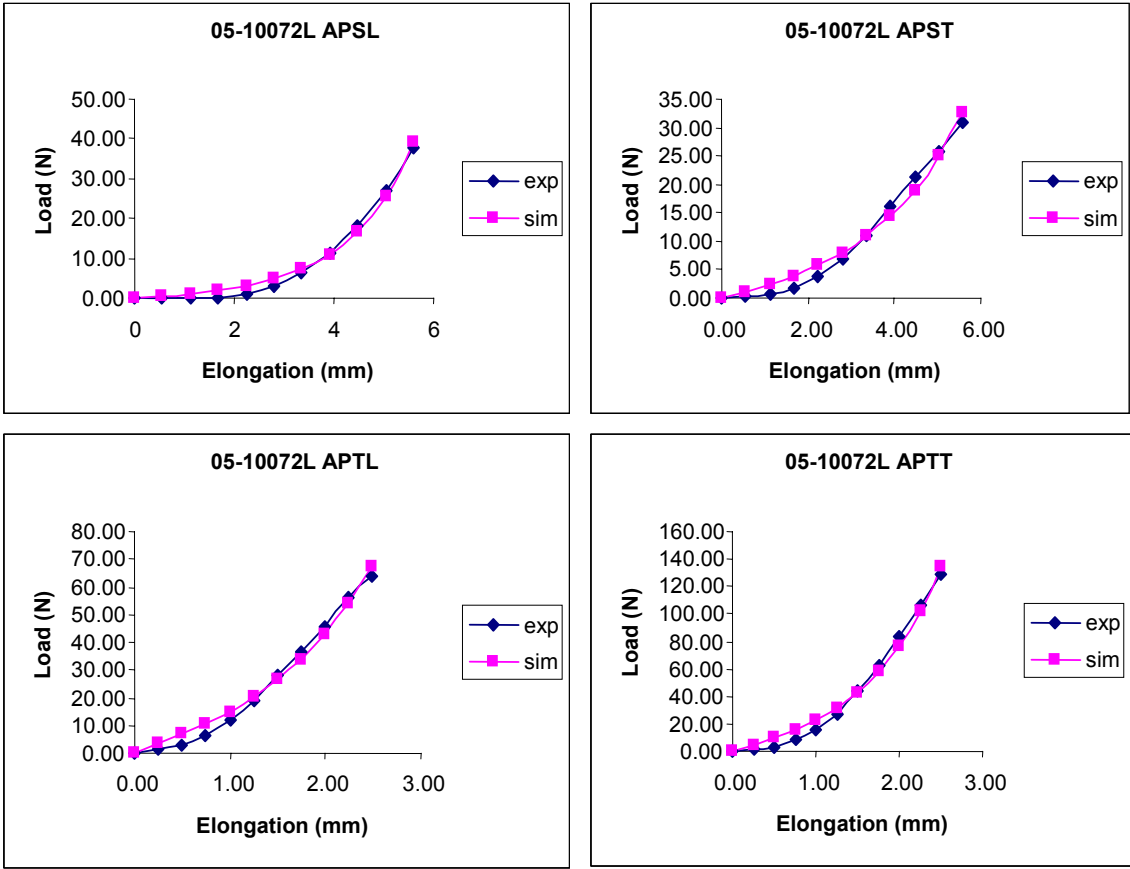 05-10072L APSL
50.00
40.00
30.00
20.00
10.00
0.00
0 2 4 6
Load (N)
Elongation (mm)
exp
sim
05-10072L APST
35.00
30.00
25.00
20.00
15.00
10.00
5.00
0.00
0.00 2.00 4.00 6.00
Load (N)
Elongation (mm)
exp
sim
05-10072L APTL
80.00
70.00
60.00
50.00
40.00
30.00
20.00
10.00
0.00
0.00 1.00 2.00 3.00
Load (N)
Elongation (mm)
exp
sim
05-10072L APTT
160.00
140.00
120.00
100.00
80.00
60.00
40.00
20.00
0.00
0.00 1.00 2.00 3.00
Load (N)
Elongation (mm)
exp
sim